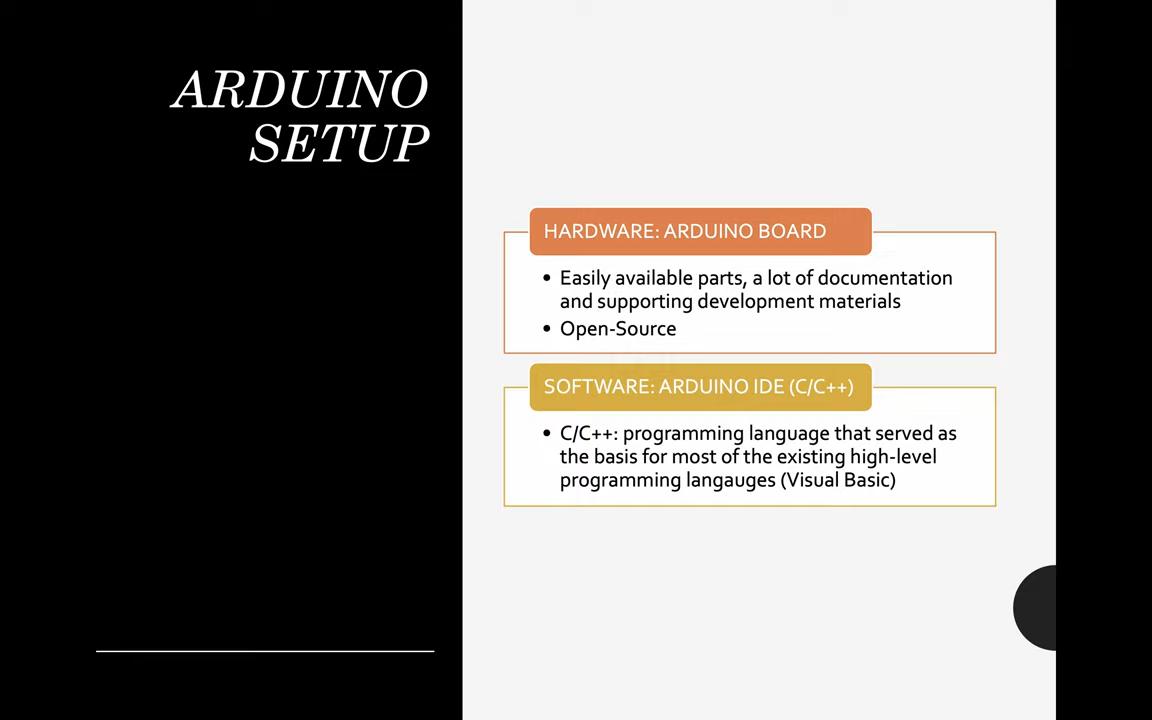 ARDUINO
SETUP
HARDWARE: ARDUINO BOARD
• Easily available parts, a lot of documentation
and supporting development materials
• Open-Source
SOFTWARE: ARDUINO IDE (C/C++)
• C/C++: programming language that served as
the basis for most of the existing high-level
programming langauges (Visual Basic)